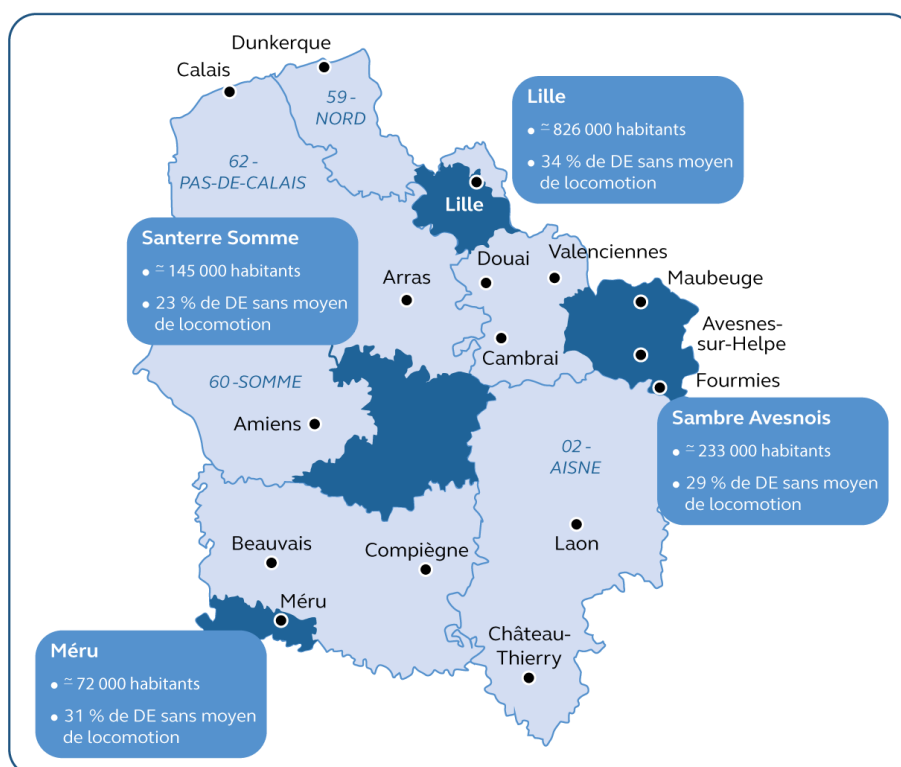 Dunkerque
Calais
59 -
NORD
Lille
• ≃ 826 000 habitants
• 34 % de DE sans moyen
de locomotion
62 -
PAS-DE-CALAIS
Lille
Santerre Somme
• ≃ 145 000 habitants
• 23 % de DE sans moyen
de locomotion
Douai
Valenciennes
Arras
Maubeuge
Avesnes-
sur-Helpe
Cambrai
60 -SOMME
Fourmies
Amiens
Sambre Avesnois
• ≃ 233 000 habitants
• 29 % de DE sans moyen
de locomotion
02 -
AISNE
Beauvais
Compiègne
Laon
Méru
Château-
Thierry
Méru
• ≃ 72 000 habitants
• 31 % de DE sans moyen
de locomotion